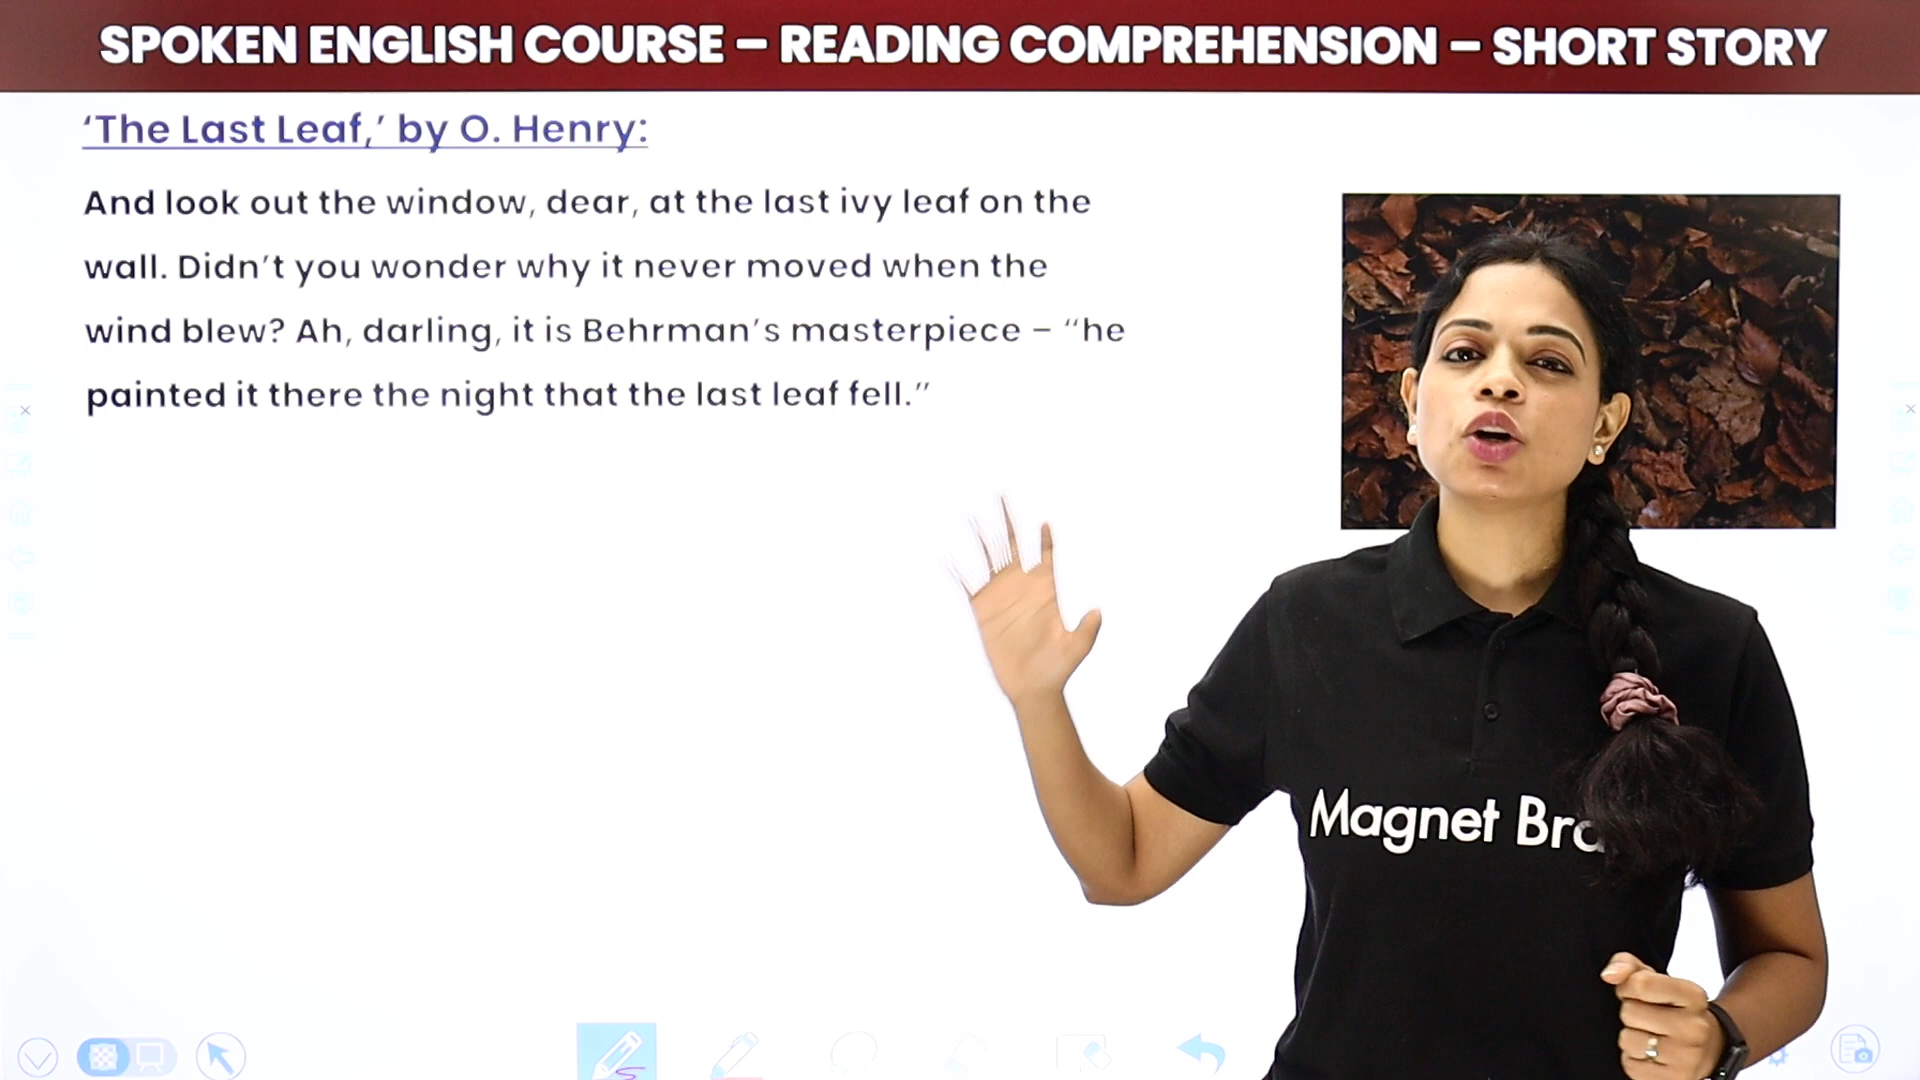 SPOKEN ENGLISH COURSE – READING COMPREHENSION – SHORT STORY
‘The Last Leaf,’ by O. Henry:
And look out the window, dear, at the last ivy leaf on the
wall. Didn’t you wonder why it never moved when the
wind blew? Ah, darling, it is Behrman’s masterpiece – “he
painted it there the night that the last leaf fell.”
Magnet Bra